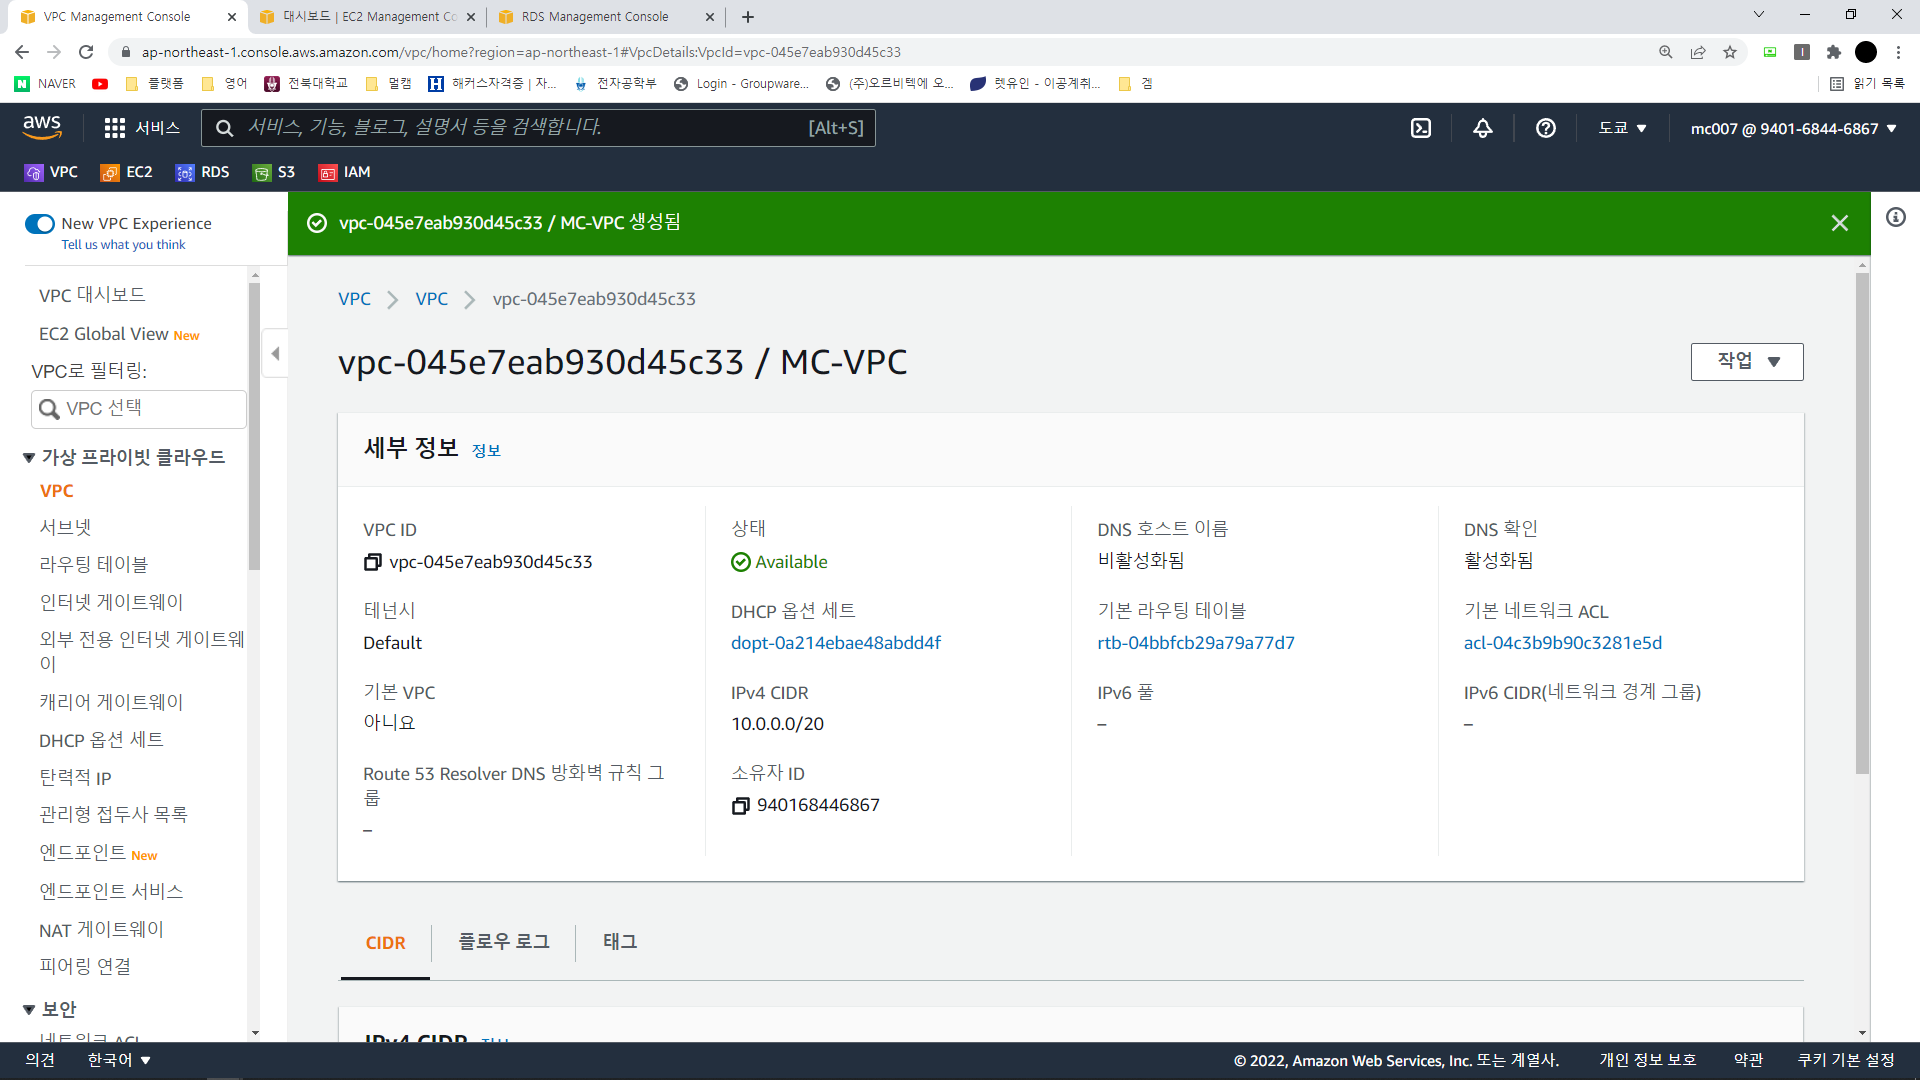 VPC Management Console
대시보드 | EC2 Management Co
RDS Management Console
ap-northeast-1.console.aws.amazon.com/vpc/home?region=ap-northeast-1#VpcDetails:VpcId=vpc-045e7eab930d45c33
NAVER
플랫폼
영어
전북대학교
멀캠
해커스자격증 | 자...
전자공학부
Login - Groupware...
(주)오르비텍에 오...
렛유인 - 이공계취...
겜
읽기 목록
aws
서비스
서비스, 기능, 블로그, 설명서 등을 검색합니다.
[Alt+S]
도쿄
mc007 @ 9401-6844-6867
VPC
EC2
RDS
S3
IAM
New VPC Experience
Tell us what you think
vpc-045e7eab930d45c33 / MC-VPC 생성됨
VPC 대시보드
EC2 Global View New
VPC로 필터링:
VPC 선택
가상 프라이빗 클라우드
VPC
서브넷
라우팅 테이블
인터넷 게이트웨이
외부 전용 인터넷 게이트웨
이
캐리어 게이트웨이
DHCP 옵션 세트
탄력적 IP
관리형 접두사 목록
엔드포인트 New
엔드포인트 서비스
NAT 게이트웨이
피어링 연결
보안
네트워크 ACL
VPC
VPC
vpc-045e7eab930d45c33
vpc-045e7eab930d45c33 / MC-VPC
작업
세부 정보 정보
VPC ID
vpc-045e7eab930d45c33
상태
Available
DNS 호스트 이름
비활성화됨
DNS 확인
활성화됨
테넌시
Default
DHCP 옵션 세트
dopt-0a214ebae48abdd4f
기본 라우팅 테이블
rtb-04bbfcb29a79a77d7
기본 네트워크 ACL
acl-04c3b9b90c3281e5d
기본 VPC
아니요
IPv4 CIDR
10.0.0.0/20
IPv6 풀
–
IPv6 CIDR(네트워크 경계 그룹)
–
Route 53 Resolver DNS 방화벽 규칙 그
룹
–
소유자 ID
940168446867
CIDR
플로우 로그
태그
IPv4 CIDR 정보
의견
한국어
© 2022, Amazon Web Services, Inc. 또는 계열사.
개인 정보 보호
약관
쿠키 기본 설정